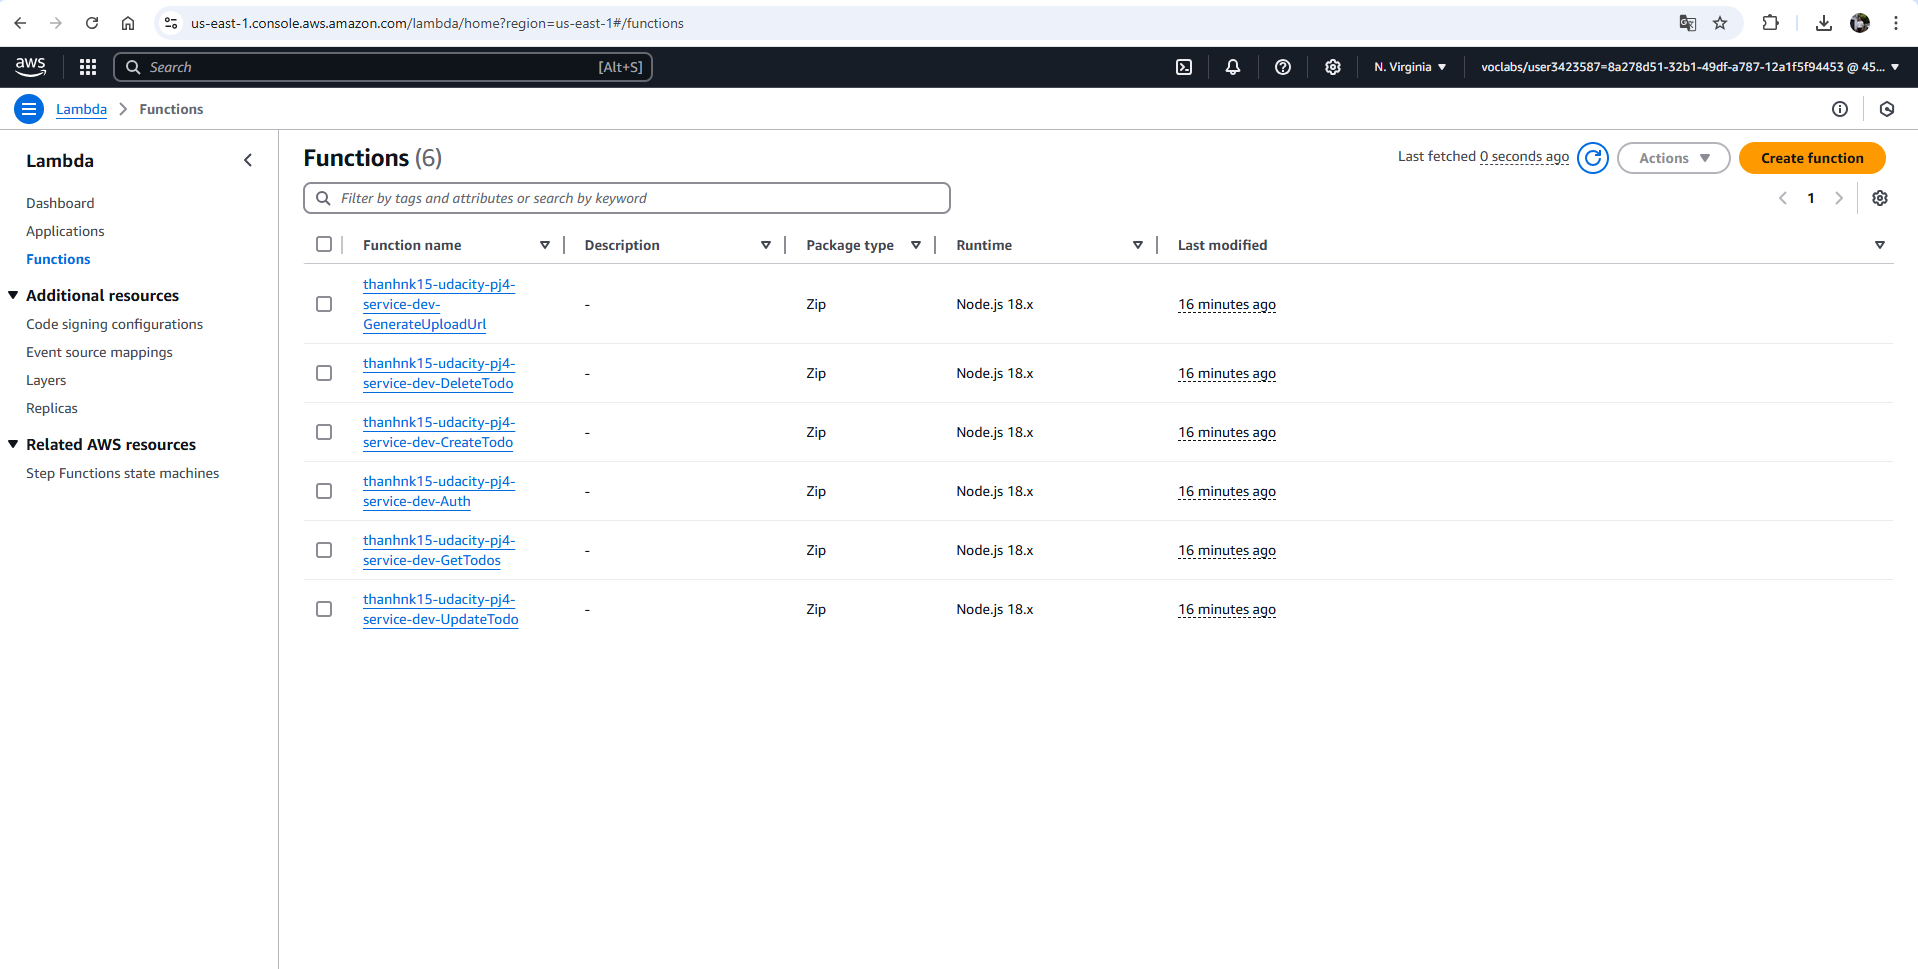 us-east-1.console.aws.amazon.com/lambda/home?region=us-east-1#/functions
aws
Search
[Alt+S]
N. Virginia
voclabs/user3423587=8a278d51-32b1-49df-a787-12a1f5f94453 @ 45...
Lambda
Functions
Lambda
Dashboard
Applications
Functions
Additional resources
Code signing configurations
Event source mappings
Layers
Replicas
Related AWS resources
Step Functions state machines
Functions (6)
Last fetched 0 seconds ago
Actions
Create function
Filter by tags and attributes or search by keyword
1
Function name
Description
Package type
Runtime
Last modified
thanhnk15-udacity-pj4-
service-dev-
GenerateUploadUrl
-
Zip
Node.js 18.x
16 minutes ago
thanhnk15-udacity-pj4-
service-dev-DeleteTodo
-
Zip
Node.js 18.x
16 minutes ago
thanhnk15-udacity-pj4-
service-dev-CreateTodo
-
Zip
Node.js 18.x
16 minutes ago
thanhnk15-udacity-pj4-
service-dev-Auth
-
Zip
Node.js 18.x
16 minutes ago
thanhnk15-udacity-pj4-
service-dev-GetTodos
-
Zip
Node.js 18.x
16 minutes ago
thanhnk15-udacity-pj4-
service-dev-UpdateTodo
-
Zip
Node.js 18.x
16 minutes ago